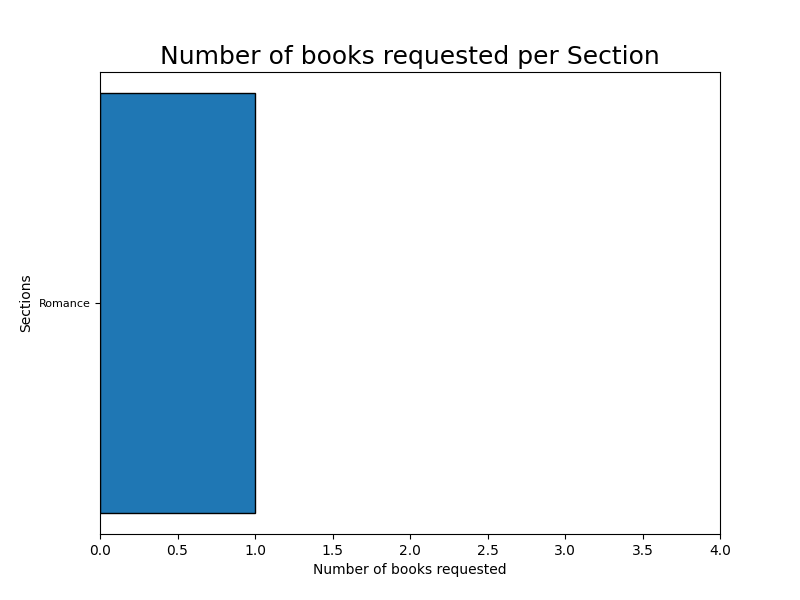 Number of books requested per Section
Sections
Romance
0.0 0.5 1.0 1.5 2.0 2.5 3.0 3.5 4.0
Number of books requested